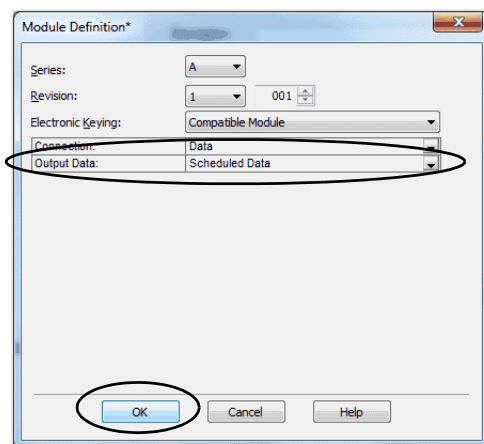 Module Definition*
Series: A
Revision: 1 001
Electronic Keying: Compatible Module
Connection: Data
Output Data: Scheduled Data
OK Cancel Help